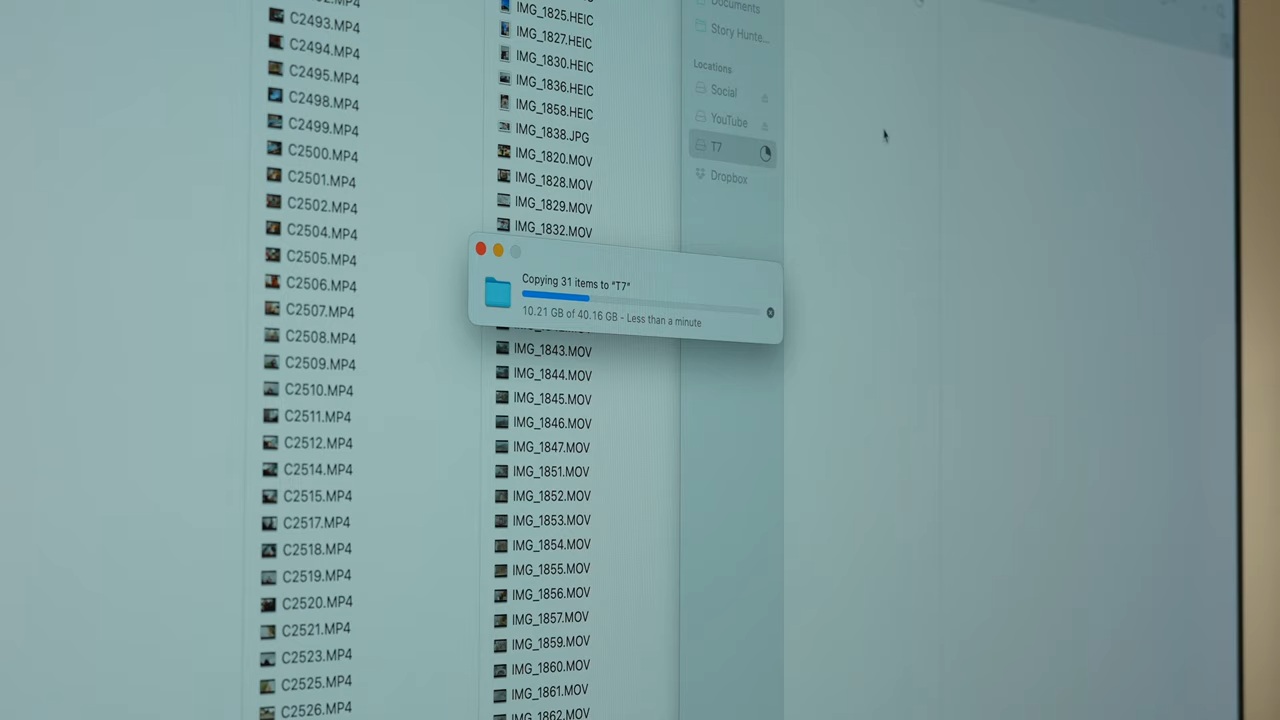 C2493.MP4
C2494.MP4
C2495.MP4
C2498.MP4
C2499.MP4
C2500.MP4
C2501.MP4
C2502.MP4
C2504.MP4
C2505.MP4
C2506.MP4
C2507.MP4
C2508.MP4
C2509.MP4
C2510.MP4
C2511.MP4
C2512.MP4
C2514.MP4
C2515.MP4
C2517.MP4
C2518.MP4
C2519.MP4
C2520.MP4
C2521.MP4
C2523.MP4
C2525.MP4
C2526.MP4
IMG_1825.HEIC
IMG_1827.HEIC
IMG_1830.HEIC
IMG_1836.HEIC
IMG_1858.HEIC
IMG_1838.JPG
IMG_1820.MOV
IMG_1828.MOV
IMG_1829.MOV
IMG_1832.MOV
Copying 31 items to "T7"
10.21 GB of 40.16 GB - Less than a minute
IMG_1843.MOV
IMG_1844.MOV
IMG_1845.MOV
IMG_1846.MOV
IMG_1847.MOV
IMG_1851.MOV
IMG_1852.MOV
IMG_1853.MOV
IMG_1854.MOV
IMG_1855.MOV
IMG_1856.MOV
IMG_1857.MOV
IMG_1859.MOV
IMG_1860.MOV
IMG_1861.MOV
IMG_1862.MOV
Documents
Story Hunte...
Locations
Social
YouTube
T7
Dropbox